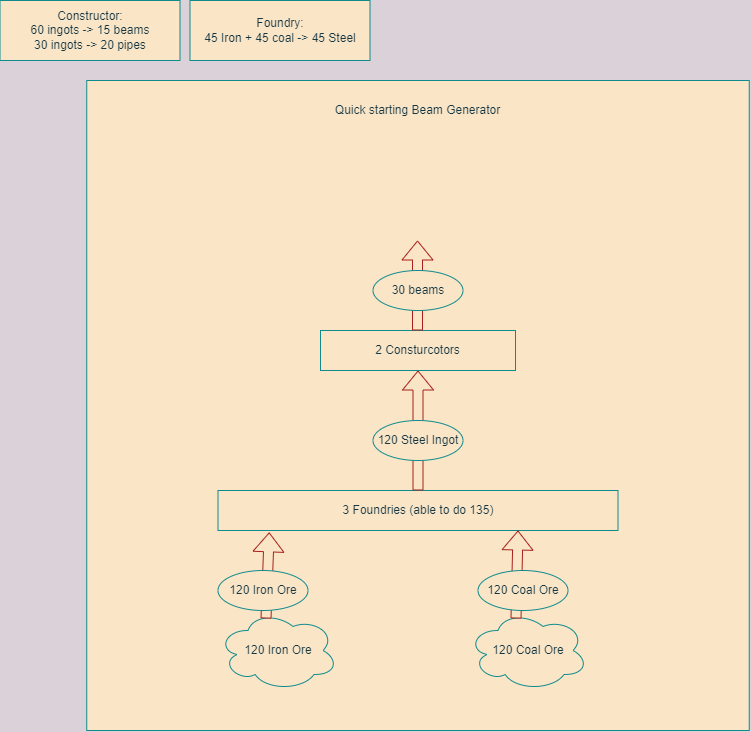 Constructor:
60 ingots -> 15 beams
30 ingots -> 20 pipes
Foundry:
45 Iron + 45 coal -> 45 Steel
Quick starting Beam Generator
30 beams
2 Consturcotors
120 Steel Ingot
3 Foundries (able to do 135)
120 Iron Ore
120 Coal Ore
120 Iron Ore
120 Coal Ore